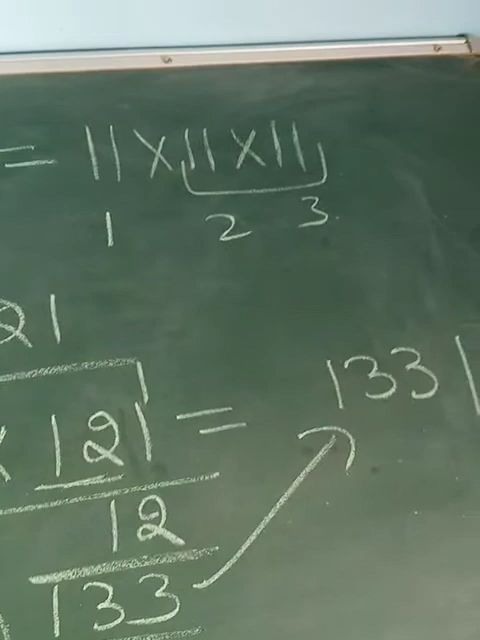 = 11 × 11 × 11
1 2 3
21
× 121 = 1331
12
133